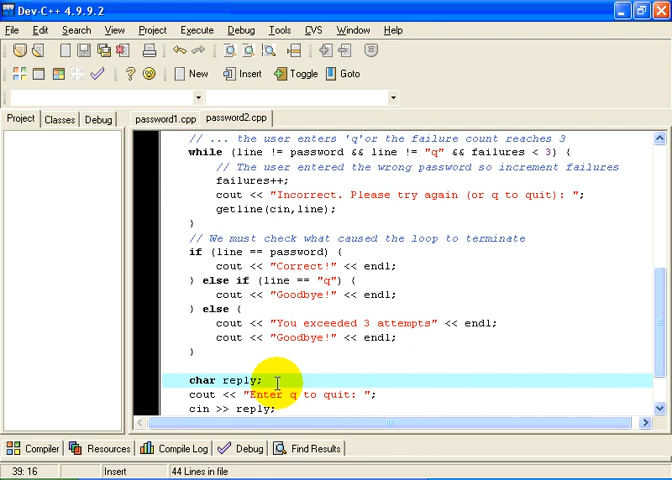 Dev-C++ 4.9.9.2
File Edit Search View Project Execute Debug Tools CVS Window Help
New Insert Toggle Goto
Project Classes Debug password1.cpp password2.cpp
// ... the user enters 'q'or the failure count reaches 3
while (line != password && line != "q" && failures < 3) {
// The user entered the wrong password so increment failures
failures++;
cout << "Incorrect. Please try again (or q to quit): ";
getline(cin,line);
}
// We must check what caused the loop to terminate
if (line == password) {
cout << "Correct!" << endl;
} else if (line == "q") {
cout << "Goodbye!" << endl;
} else {
cout << "You exceeded 3 attempts" << endl;
cout << "Goodbye!" << endl;
}
char reply;
cout << "Enter q to quit: ";
cin >> reply;
Compiler Resources Compile Log Debug Find Results
39: 16 Insert 44 Lines in file